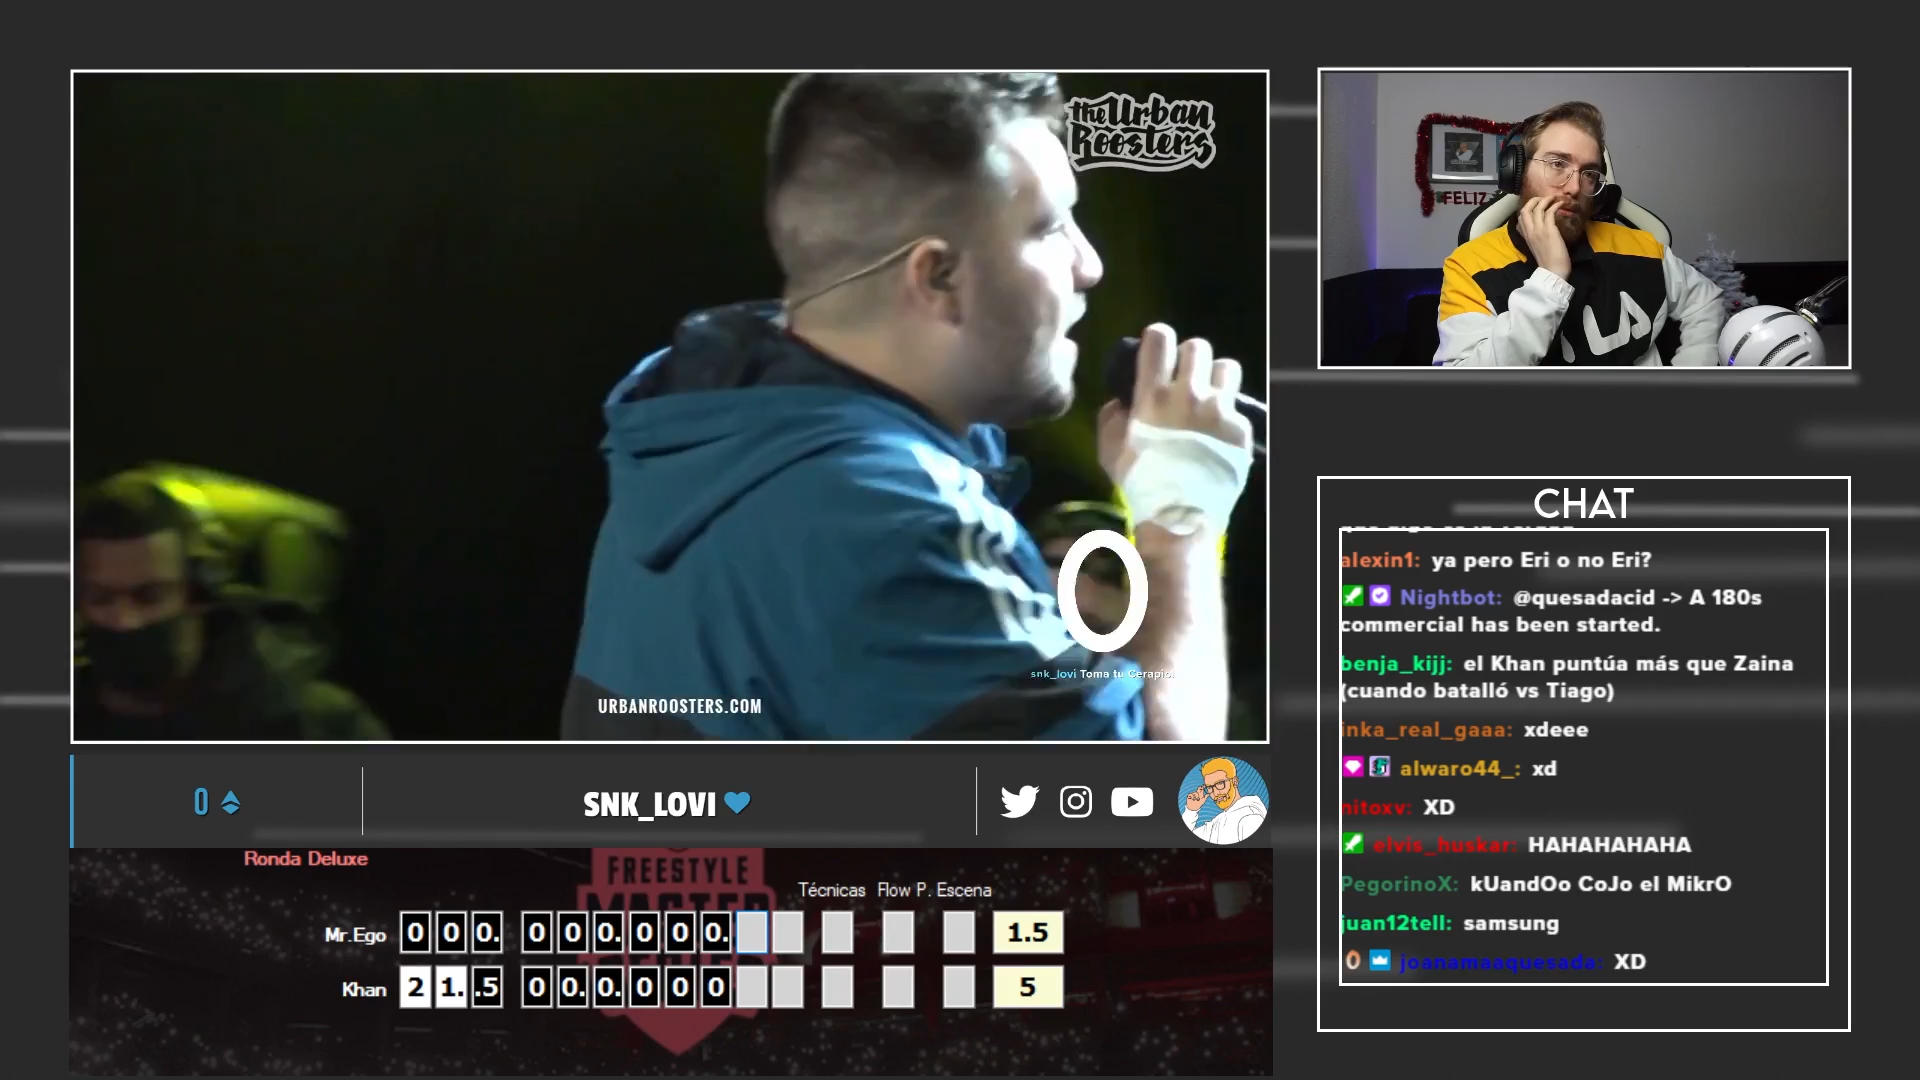 the Urban
Roosters
FELIZ
0
snk_lovi Toma tu Cerapio!
URBANROOSTERS.COM
0
SNK_LOVI
Ronda Deluxe
FREESTYLE
MASTER
Técnicas Flow P. Escena
Mr.Ego 0 0 0. 0 0 0. 0 0 0. 1.5
Khan 2 1. .5 0 0. 0. 0 0 0 5
CHAT
alexin1: ya pero Eri o no Eri?
Nightbot: @quesadacid -> A 180s
commercial has been started.
benja_kijj: el Khan puntúa más que Zaina
(cuando batalló vs Tiago)
inka_real_gaaa: xdeee
alwaro44_: xd
nitoxv: XD
elvis_huskar: HAHAHAHAHA
PegorinoX: kUandOo CoJo el MikrO
juan12tell: samsung
joanamaaquesada: XD